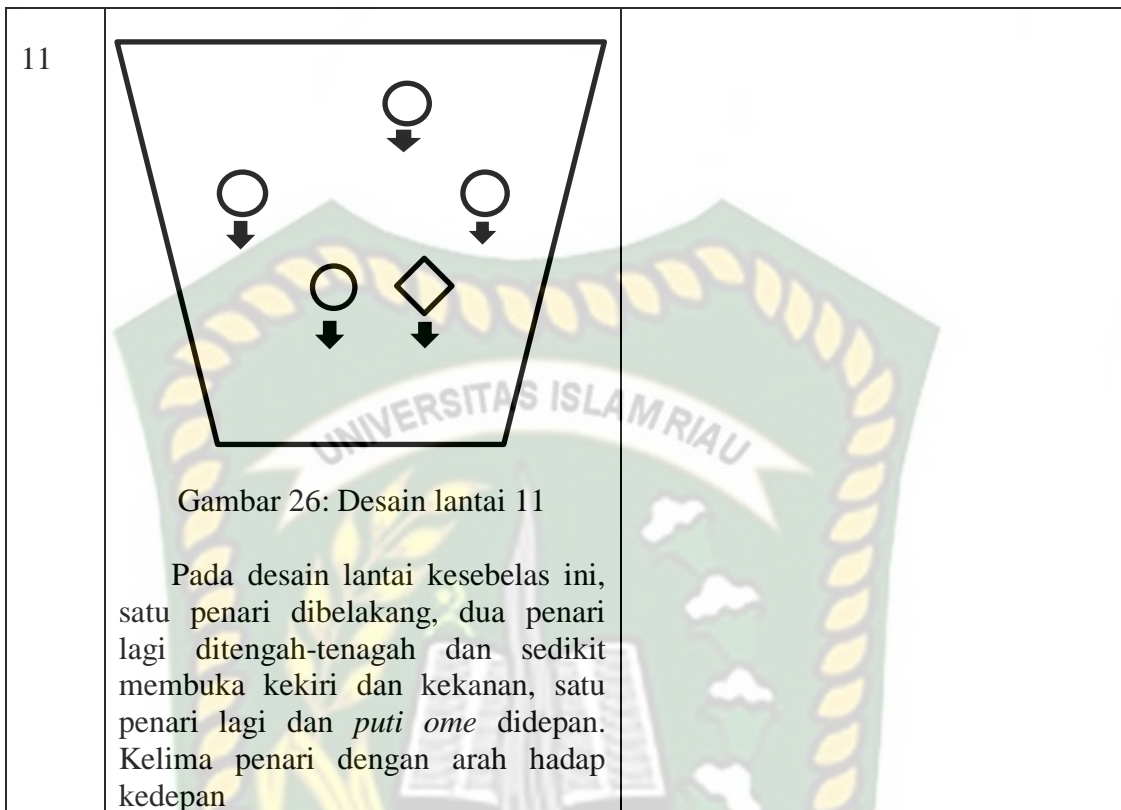 11
UNIVERSITAS ISLAM RIAU
Gambar 26: Desain lantai 11
Pada desain lantai kesebelas ini,
satu penari dibelakang, dua penari
lagi ditengah-tenagah dan sedikit
membuka kekiri dan kekanan, satu
penari lagi dan puti ome didepan.
Kelima penari dengan arah hadap
kedepan